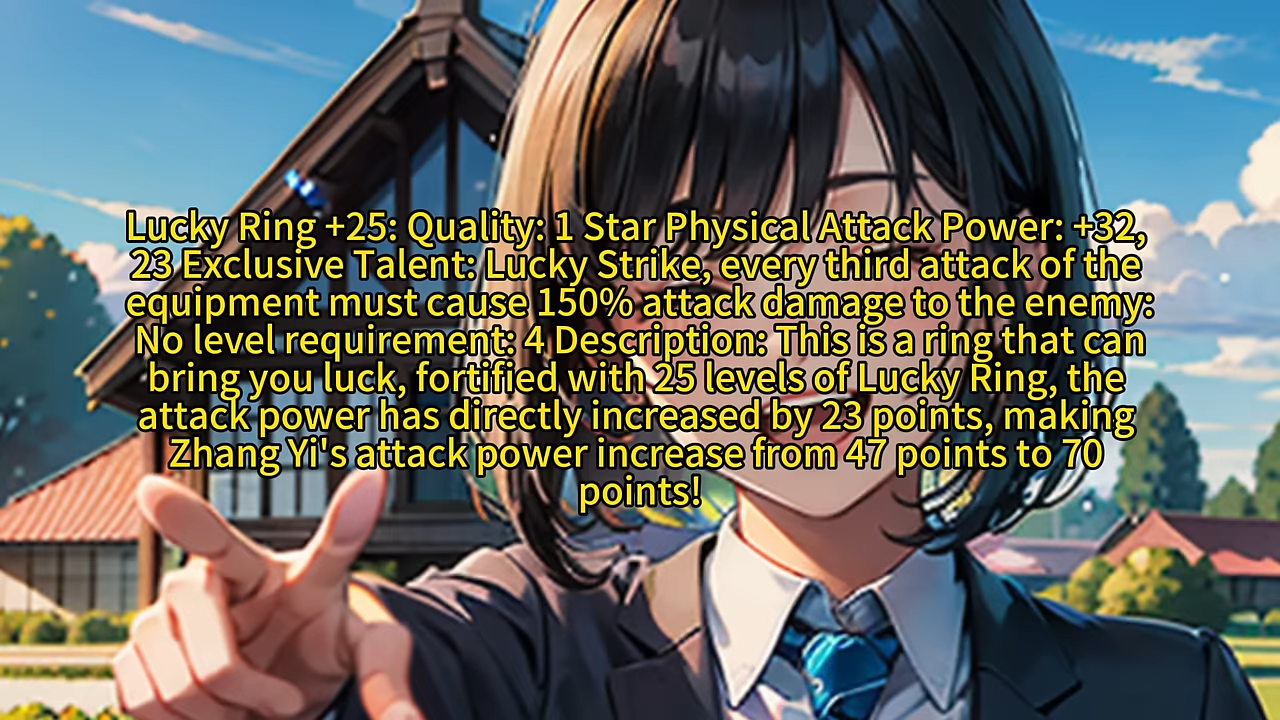 Lucky Ring +25: Quality: 1 Star Physical Attack Power: +32,
23 Exclusive Talent: Lucky Strike, every third attack of the
equipment must cause 150% attack damage to the enemy:
No level requirement: 4 Description: This is a ring that can
bring you luck, fortified with 25 levels of Lucky Ring, the
attack power has directly increased by 23 points, making
Zhang Yi's attack power increase from 47 points to 70
points!